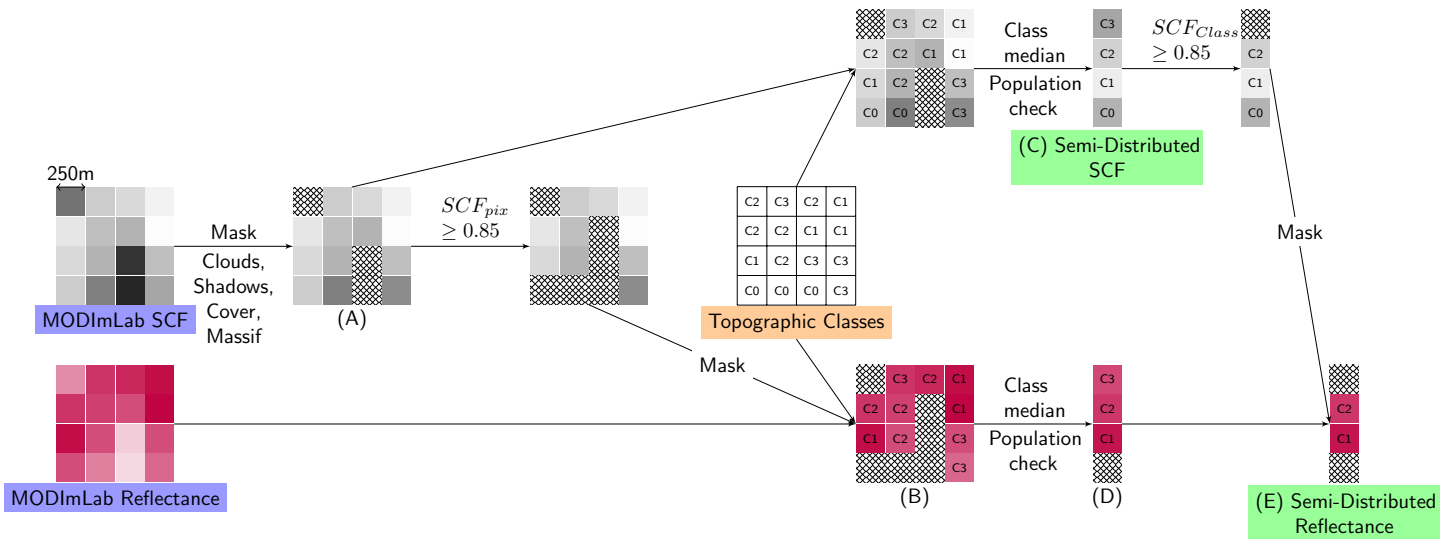 C3 C2 C1
C2 C2 C1 C1
C1 C2 C3
C0 C0 C3
Class
median
Population
check
C3
C2
C1
C0
SCF_Class
≥ 0.85
C2
C1
C0
(C) Semi-Distributed
SCF
250m
MODImLab SCF
Mask
Clouds,
Shadows,
Cover,
Massif
(A)
SCF_pix
≥ 0.85
C2 C3 C2 C1
C2 C2 C1 C1
C1 C2 C3 C3
C0 C0 C0 C3
Topographic Classes
Mask
Mask
MODImLab Reflectance
C3 C2 C1
C2 C2 C1
C1 C2 C3
C3
(B)
Class
median
Population
check
C3
C2
C1
(D)
C2
C1
(E) Semi-Distributed
Reflectance